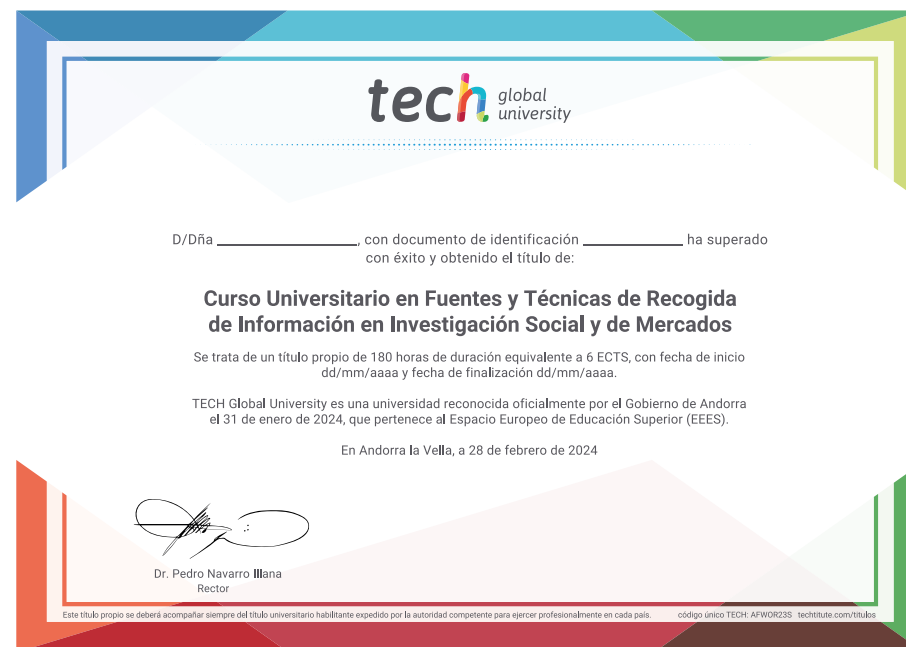 tech global university
D/Dña ____________________, con documento de identificación ______________ ha superado
con éxito y obtenido el título de:
Curso Universitario en Fuentes y Técnicas de Recogida
de Información en Investigación Social y de Mercados
Se trata de un título propio de 180 horas de duración equivalente a 6 ECTS, con fecha de inicio
dd/mm/aaaa y fecha de finalización dd/mm/aaaa.
TECH Global University es una universidad reconocida oficialmente por el Gobierno de Andorra
el 31 de enero de 2024, que pertenece al Espacio Europeo de Educación Superior (EEES).
En Andorra la Vella, a 28 de febrero de 2024
Dr. Pedro Navarro Illana
Rector
Este título propio se deberá acompañar siempre del título universitario habilitante expedido por la autoridad competente para ejercer profesionalmente en cada país. código único TECH: AFWOR23S techtitute.com/titulos